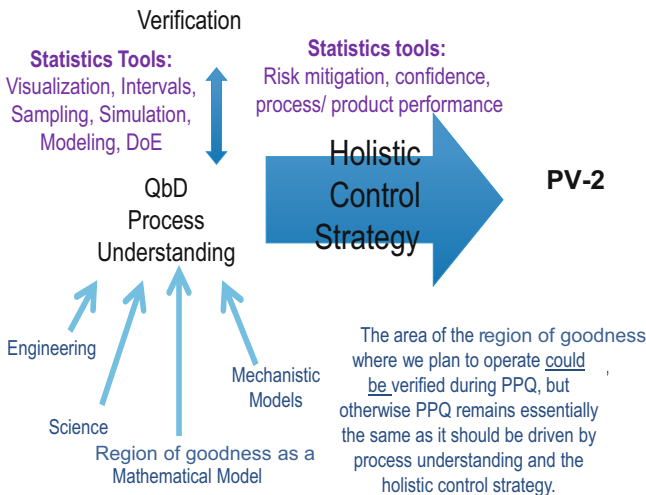 Verification
Statistics Tools:
Visualization, Intervals,
Sampling, Simulation,
Modeling, DoE
Statistics tools:
Risk mitigation, confidence,
process/ product performance
QbD
Process
Understanding
Holistic
Control
Strategy
PV-2
Engineering
Science
Region of goodness as a
Mathematical Model
Mechanistic
Models
The area of the region of goodness
where we plan to operate could ,
be verified during PPQ, but
otherwise PPQ remains essentially
the same as it should be driven by
process understanding and the
holistic control strategy.